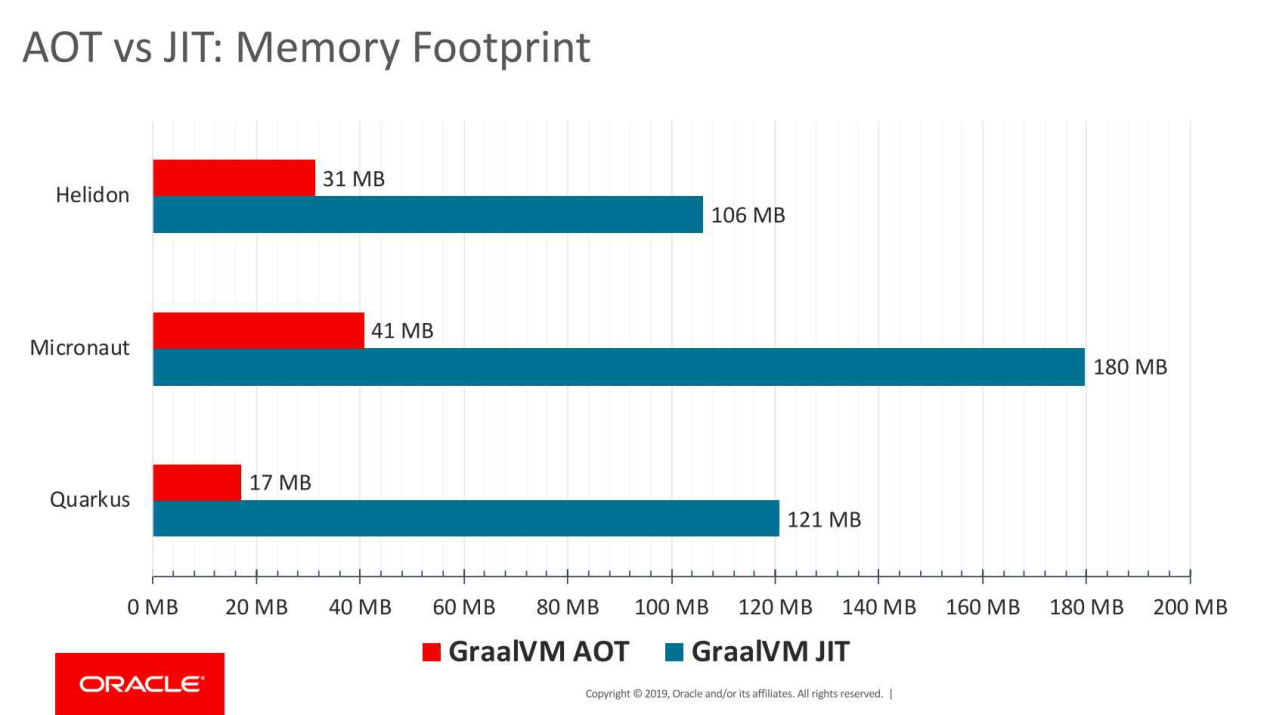 AOT vs JIT: Memory Footprint
Helidon
31 MB
106 MB
Micronaut
41 MB
180 MB
Quarkus
17 MB
121 MB
0 MB 20 MB 40 MB 60 MB 80 MB 100 MB 120 MB 140 MB 160 MB 180 MB 200 MB
GraalVM AOT GraalVM JIT
ORACLE®
Copyright © 2019, Oracle and/or its affiliates. All rights reserved. |